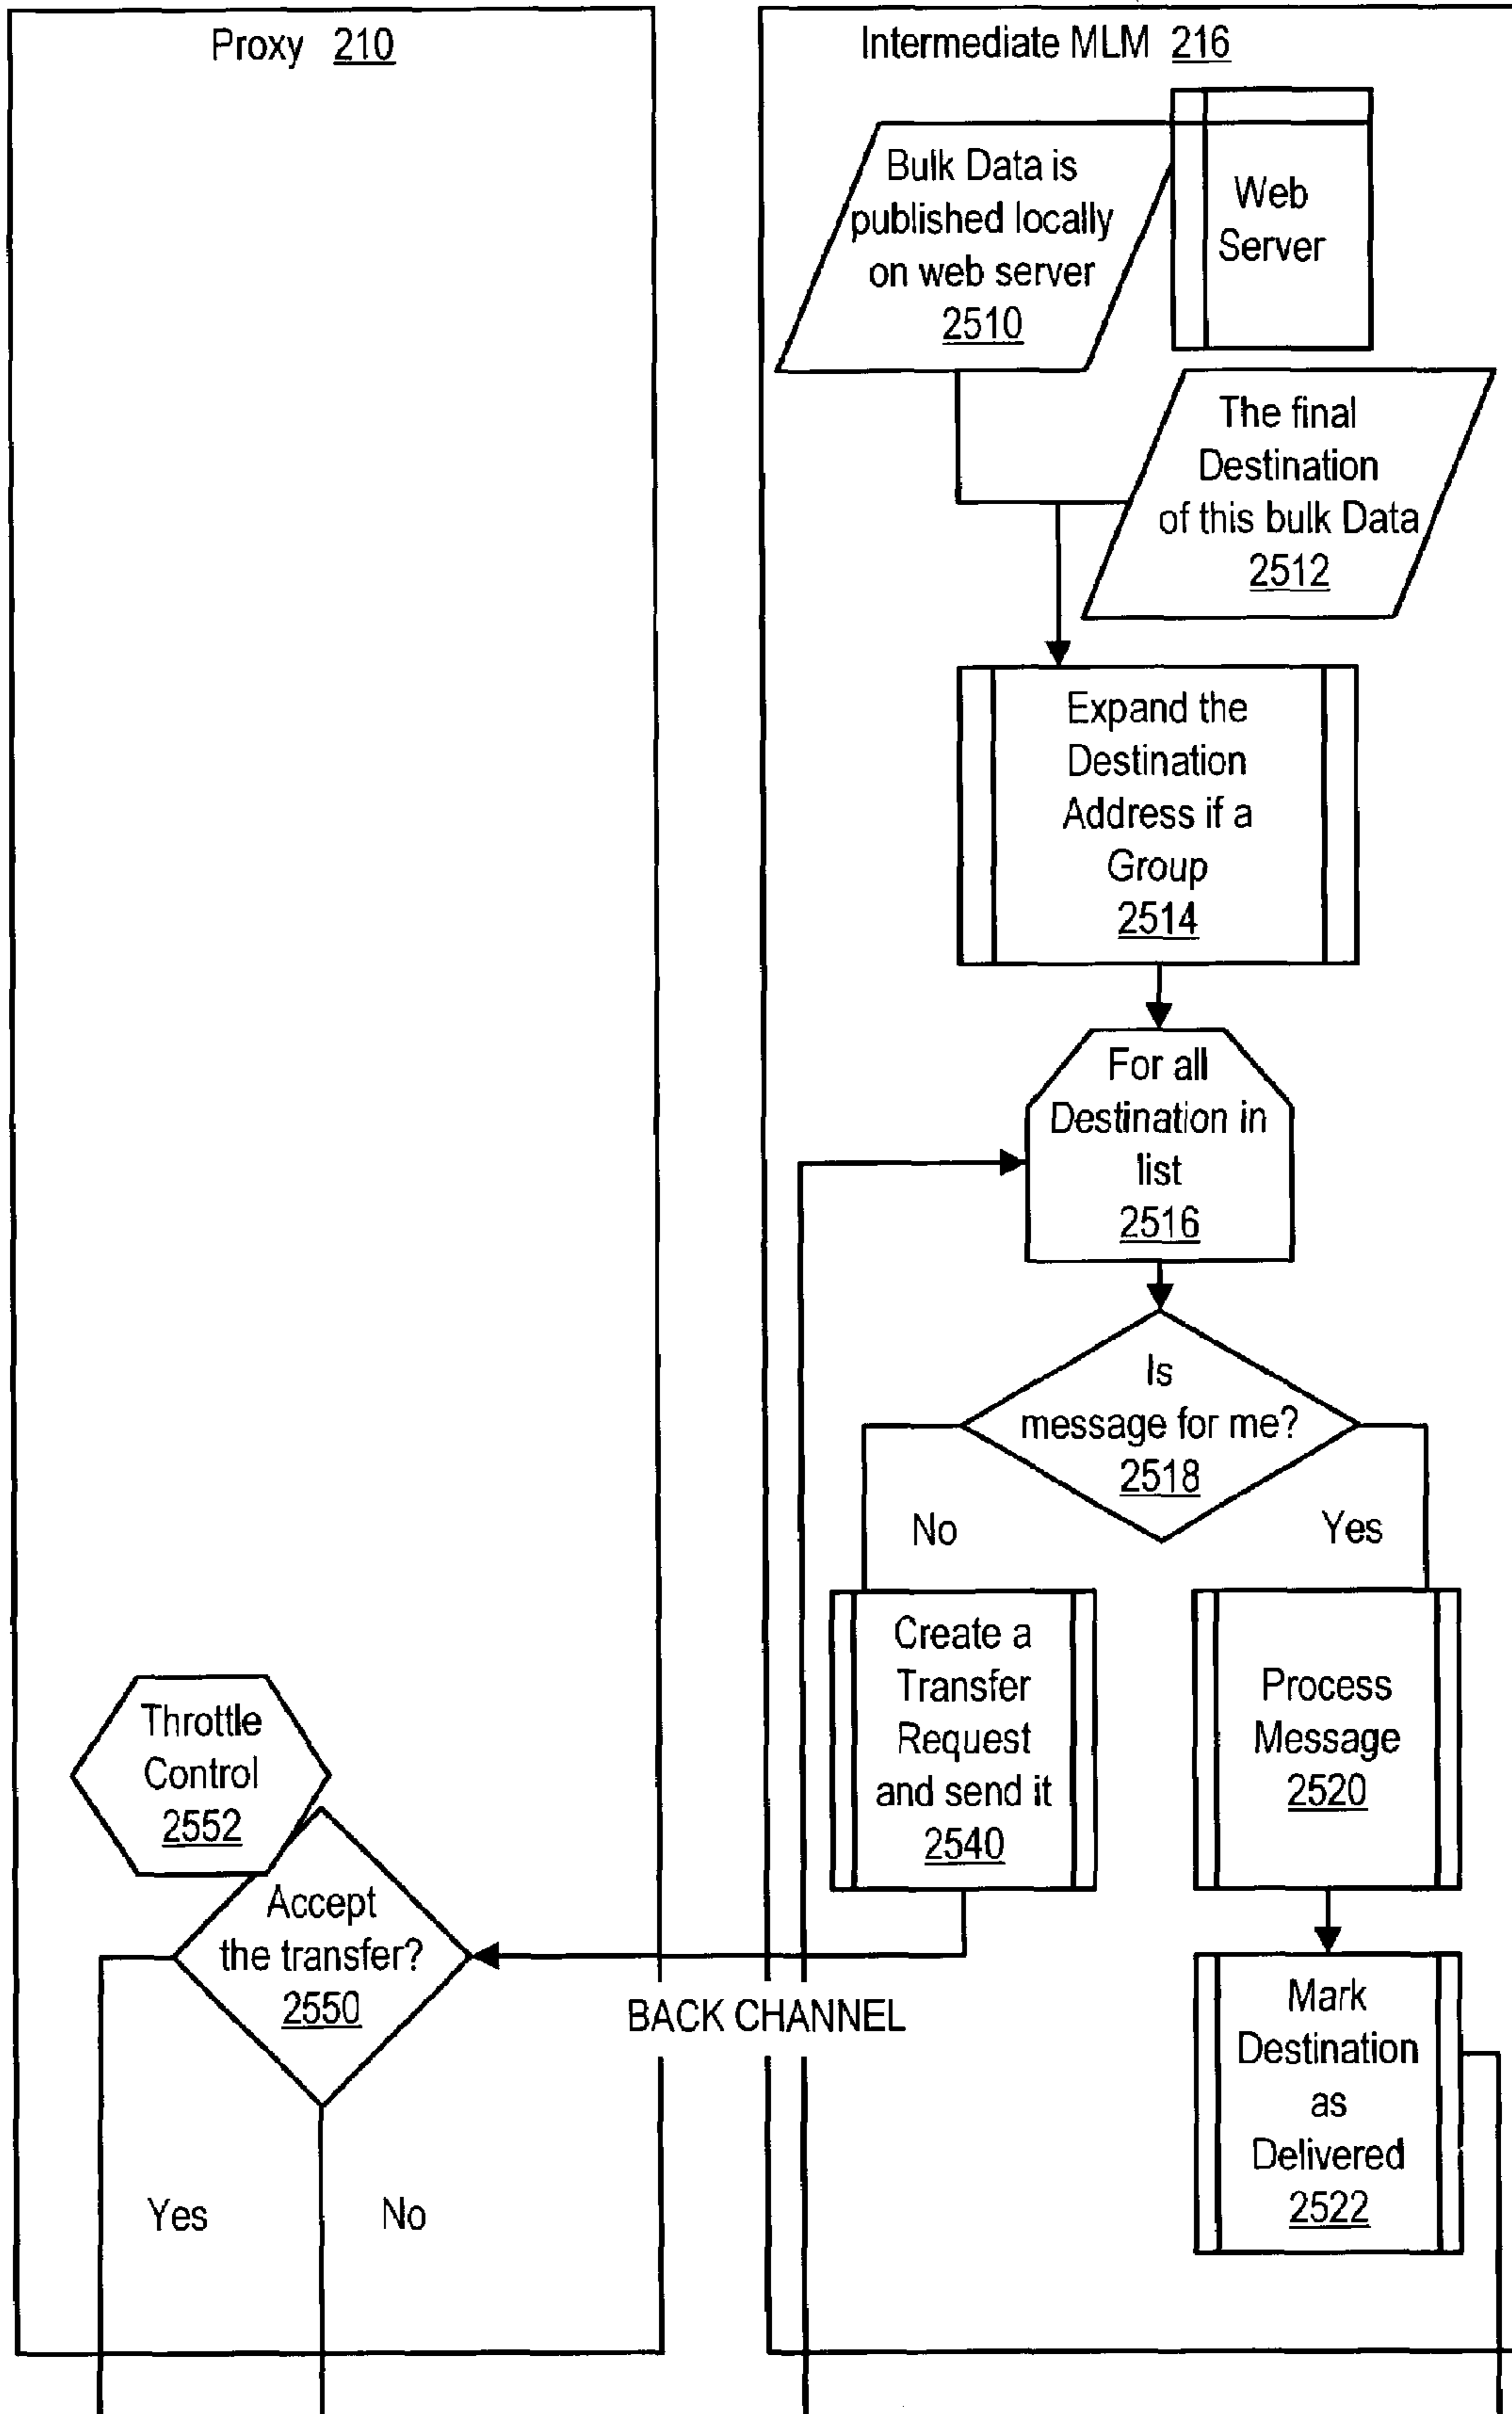 Proxy 210
Intermediate MLM 216
Bulk Data is
published locally
on web server
2510
Web
Server
The final
Destination
of this bulk Data
2512
Expand the
Destination
Address if a
Group
2514
For all
Destination in
list
2516
Is
message for me?
2518
No
Yes
Create a
Transfer
Request
and send it
2540
Process
Message
2520
Throttle
Control
2552
Accept
the transfer?
2550
BACK CHANNEL
Mark
Destination
as
Delivered
2522
Yes
No